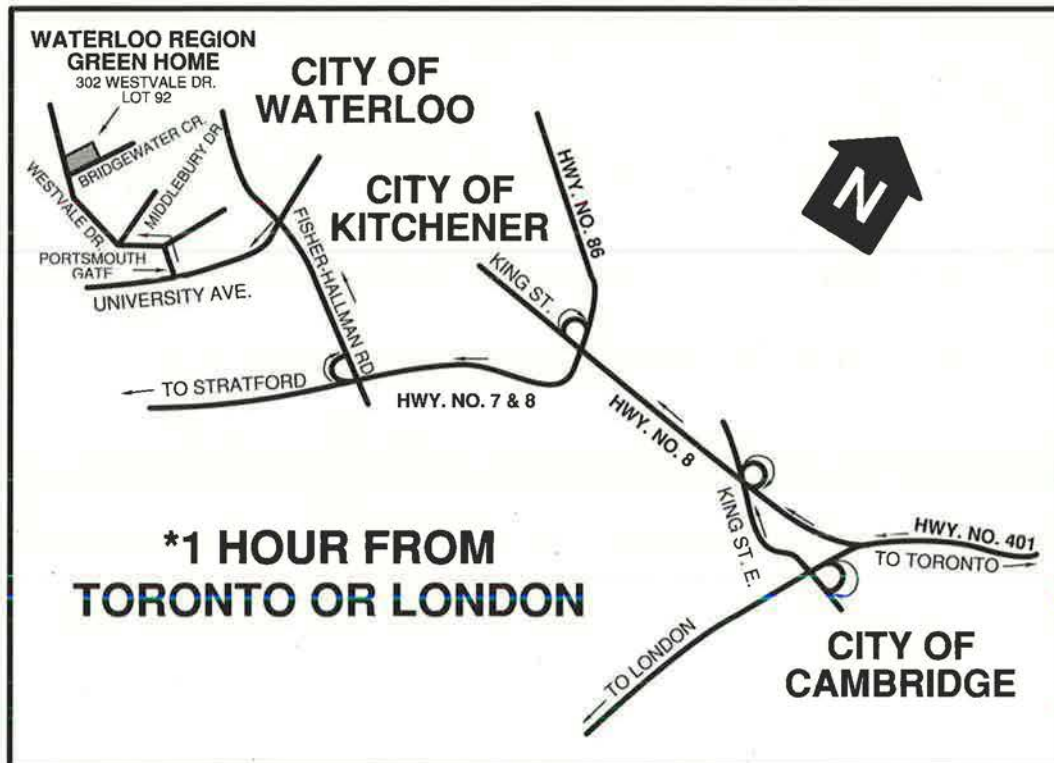 WATERLOO REGION
GREEN HOME
302 WESTVALE DR.
LOT 92
CITY OF
WATERLOO
BRIDGEWATER CR.
MIDDLEBURY DR.
WESTVALE DR.
PORTSMOUTH
GATE
UNIVERSITY AVE.
FISHER-HALLMAN RD
CITY OF
KITCHENER
HWY. NO. 86
KING ST.
N
TO STRATFORD
HWY. NO. 7 & 8
HWY. NO. 8
KING ST. E.
HWY. NO. 401
TO TORONTO
*1 HOUR FROM
TORONTO OR LONDON
TO LONDON
CITY OF
CAMBRIDGE